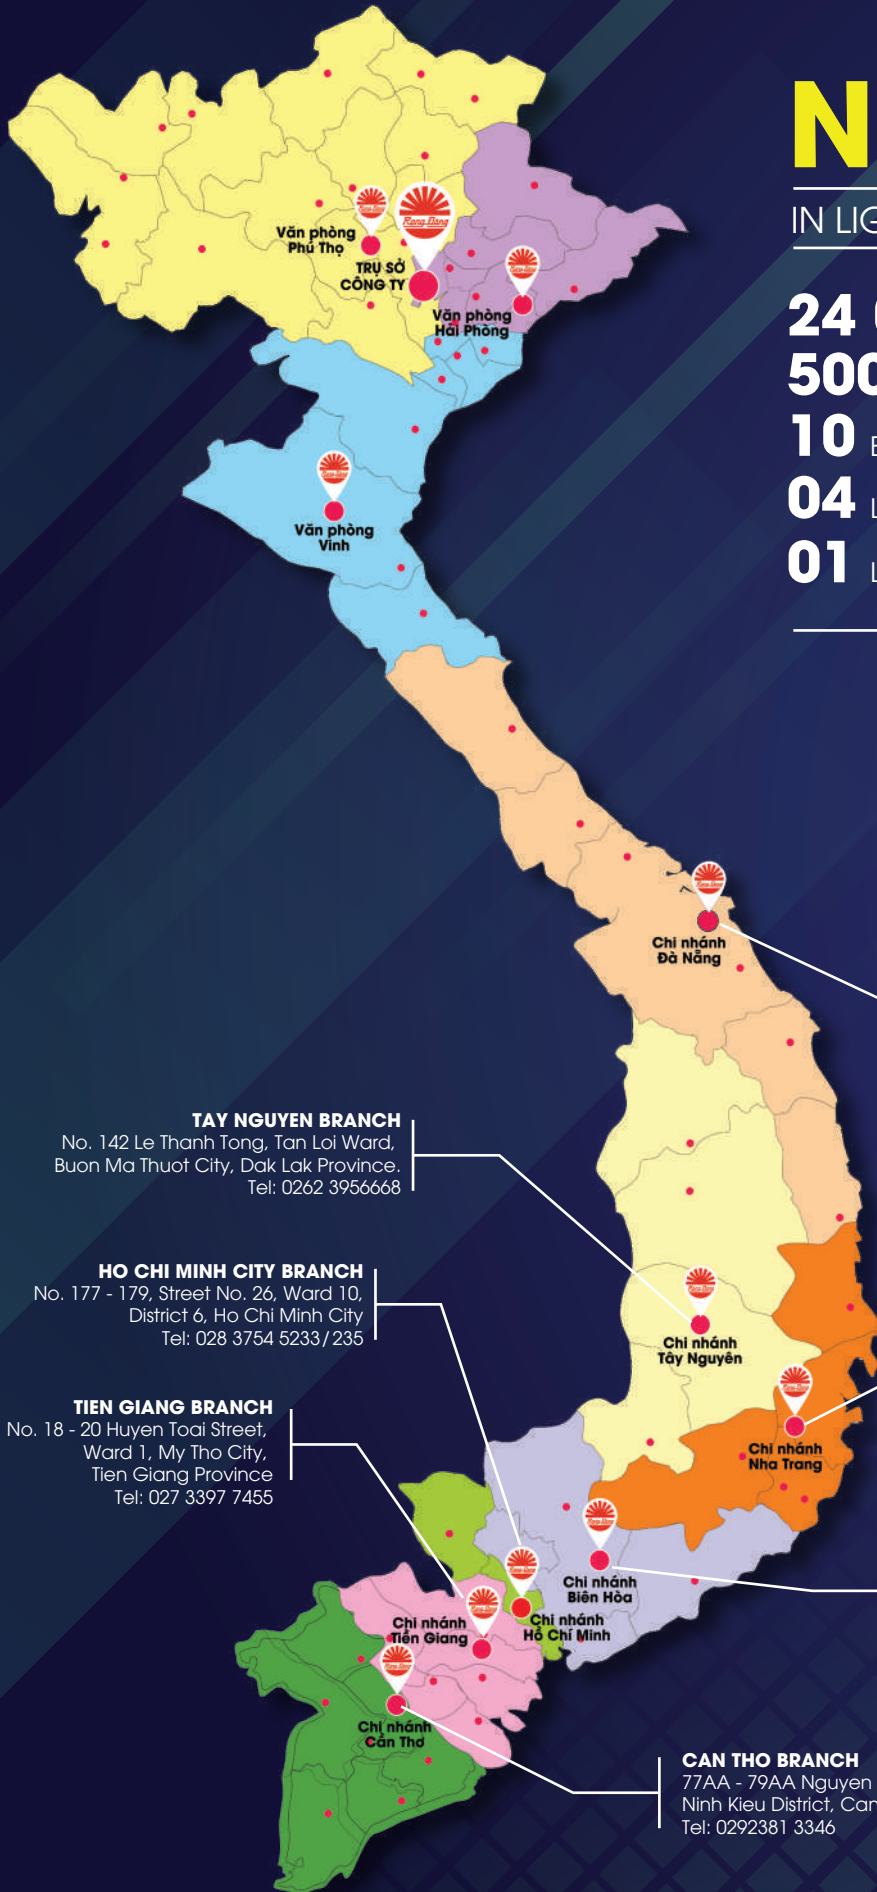 N
IN LIG
24
500
10
04
01
Rang Dong
Văn phòng
Phú Thọ
TRỤ SỞ
CÔNG TY
Văn phòng
Hải Phòng
Văn phòng
Vinh
Chi nhánh
Đà Nẵng
TAY NGUYEN BRANCH
No. 142 Le Thanh Tong, Tan Loi Ward,
Buon Ma Thuot City, Dak Lak Province.
Tel: 0262 3956668
HO CHI MINH CITY BRANCH
No. 177 - 179, Street No. 26, Ward 10,
District 6, Ho Chi Minh City
Tel: 028 3754 5233/235
Chi nhánh
Tây Nguyên
TIEN GIANG BRANCH
No. 18 - 20 Huyen Toai Street,
Ward 1, My Tho City,
Tien Giang Province
Tel: 027 3397 7455
Chi nhánh
Nha Trang
Chi nhánh
Biên Hòa
Chi nhánh
Hồ Chí Minh
Chi nhánh
Tiền Giang
Chi nhánh
Cần Thơ
CAN THO BRANCH
77AA - 79AA Nguyen
Ninh Kieu District, Can
Tel: 0292381 3346